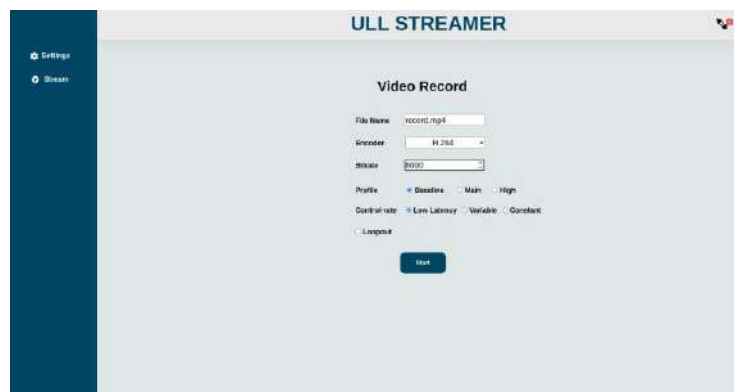 ULL STREAMER
Settings
Stream
Video Record
File Name record.mp4
Encoder H.264
Bitrate 8000
Profile Baseline Main High
Control-rate Low Latency Variable Constant
Loopout
Start